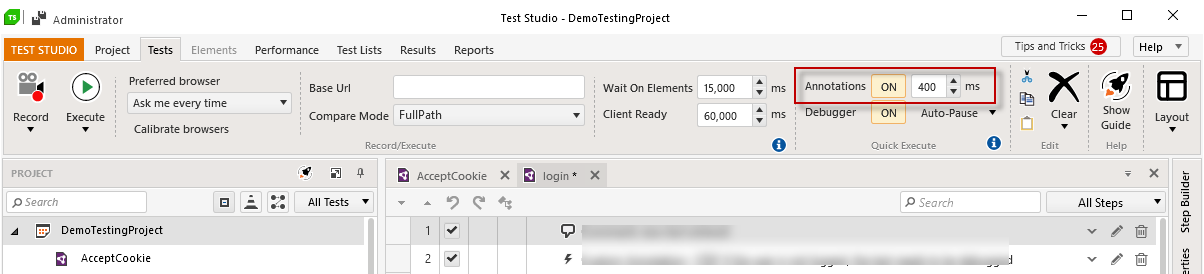 TS
Administrator
Test Studio - DemoTestingProject
TEST STUDIO
Project
Tests
Elements
Performance
Test Lists
Results
Reports
Tips and Tricks 25
Help
Record
Execute
Preferred browser
Ask me every time
Calibrate browsers
Base Url
Compare Mode FullPath
Record/Execute
Wait On Elements 15,000 ms
Client Ready 60,000 ms
Annotations ON 400 ms
Debugger ON Auto-Pause
Quick Execute
Clear
Edit
Show
Guide
Help
Layout
PROJECT
Search
All Tests
DemoTestingProject
AcceptCookie
AcceptCookie
login *
Search
All Steps
1
2
Step Builder